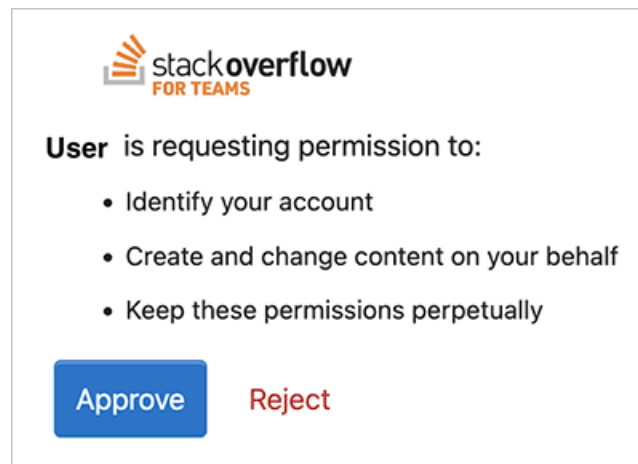 stackoverflow
FOR TEAMS
User is requesting permission to:
• Identify your account
• Create and change content on your behalf
• Keep these permissions perpetually
Approve Reject